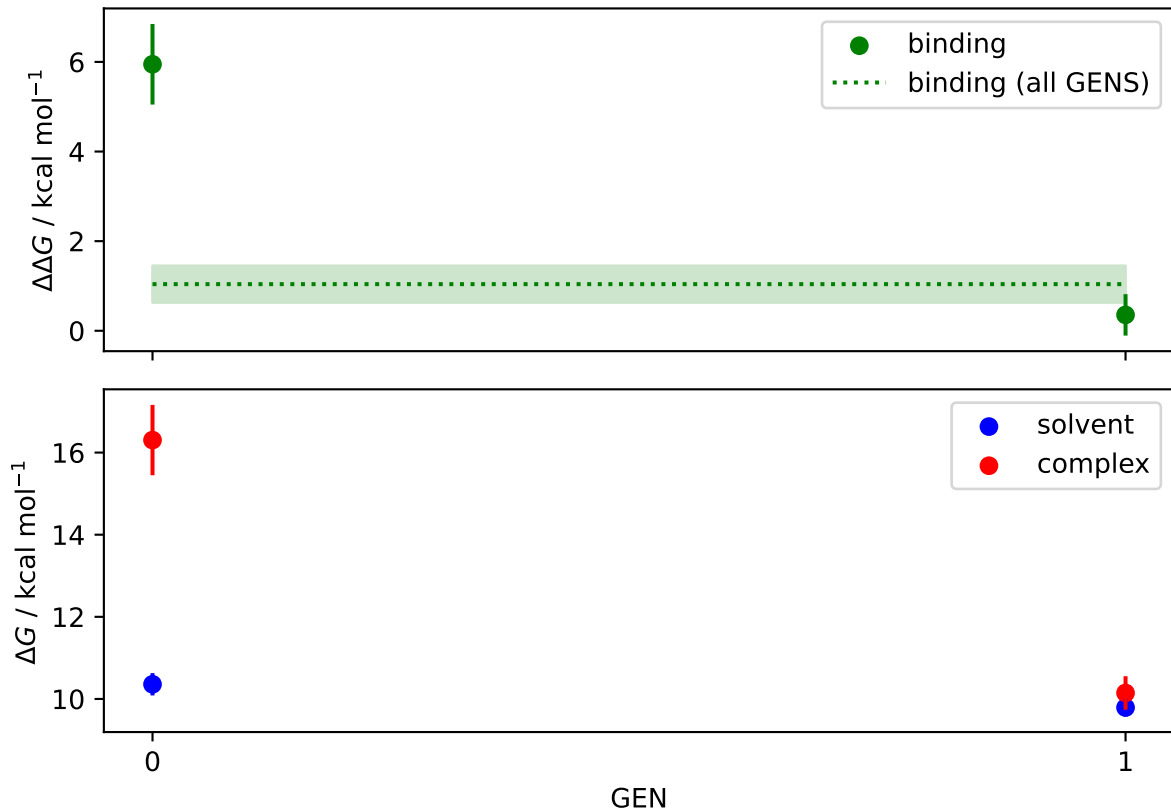 binding
binding (all GENS)
ΔΔG / kcal mol⁻¹
6
4
2
0
solvent
complex
ΔG / kcal mol⁻¹
16
14
12
10
0
1
GEN